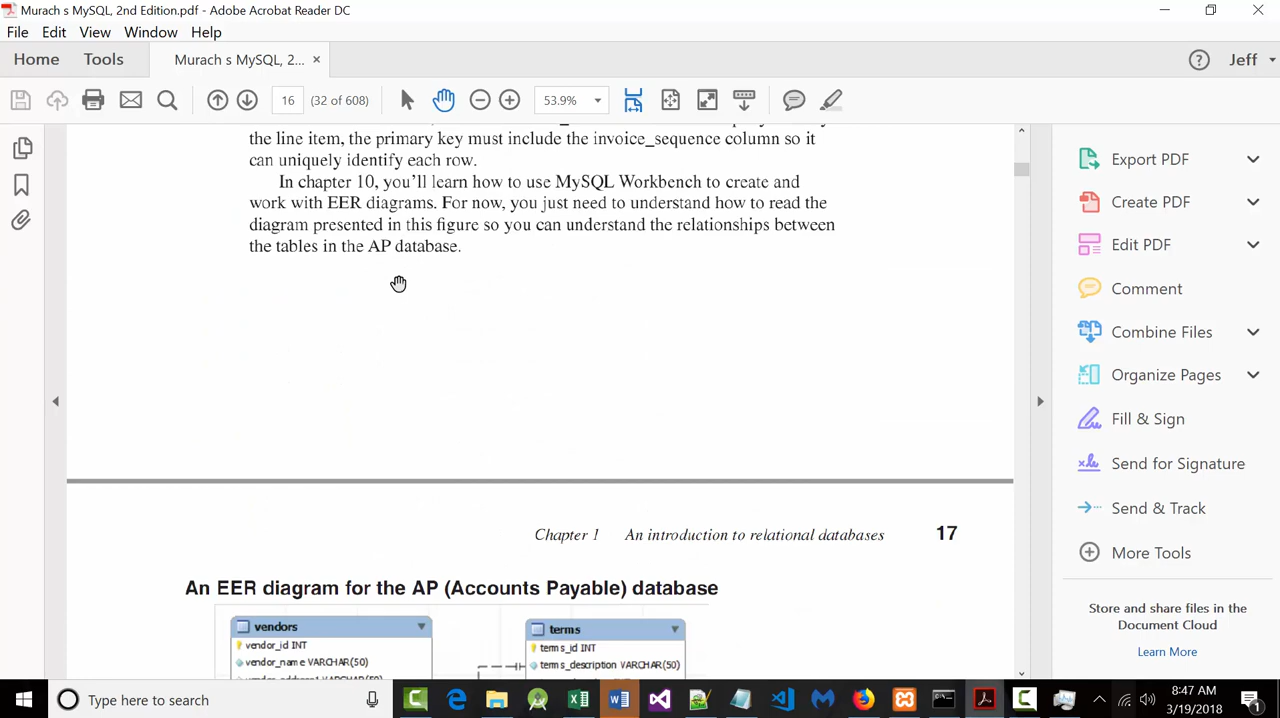 Murach s MySQL, 2nd Edition.pdf - Adobe Acrobat Reader DC
File Edit View Window Help
Home Tools Murach s MySQL, 2... × Jeff
16 (32 of 608) 53.9%
the line item, the primary key must include the invoice_sequence column so it
can uniquely identify each row.
In chapter 10, you'll learn how to use MySQL Workbench to create and
work with EER diagrams. For now, you just need to understand how to read the
diagram presented in this figure so you can understand the relationships between
the tables in the AP database.
Chapter 1 An introduction to relational databases 17
An EER diagram for the AP (Accounts Payable) database
vendors
vendor_id INT
vendor_name VARCHAR(50)
terms
terms_id INT
terms_description VARCHAR(50)
Export PDF
Create PDF
Edit PDF
Comment
Combine Files
Organize Pages
Fill & Sign
Send for Signature
Send & Track
More Tools
Store and share files in the
Document Cloud
Learn More
Type here to search
8:47 AM
3/19/2018
1